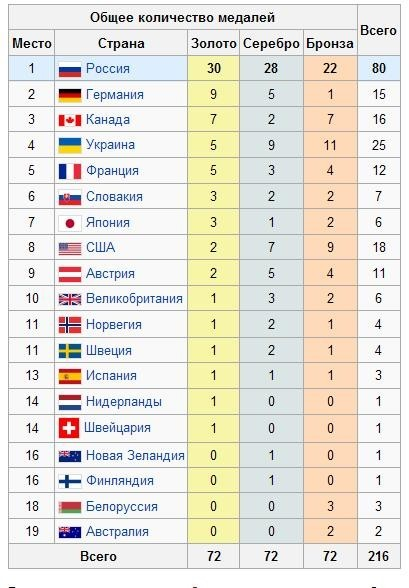 Общее количество медалей Всего
Место Страна Золото Серебро Бронза
1 Россия 30 28 22 80
2 Германия 9 5 1 15
3 Канада 7 2 7 16
4 Украина 5 9 11 25
5 Франция 5 3 4 12
6 Словакия 3 2 2 7
7 Япония 3 1 2 6
8 США 2 7 9 18
9 Австрия 2 5 4 11
10 Великобритания 1 3 2 6
11 Норвегия 1 2 1 4
11 Швеция 1 2 1 4
13 Испания 1 1 1 3
14 Нидерланды 1 0 0 1
14 Швейцария 1 0 0 1
16 Новая Зеландия 0 1 0 1
16 Финляндия 0 1 0 1
18 Белоруссия 0 0 3 3
19 Австралия 0 0 2 2
Всего 72 72 72 216